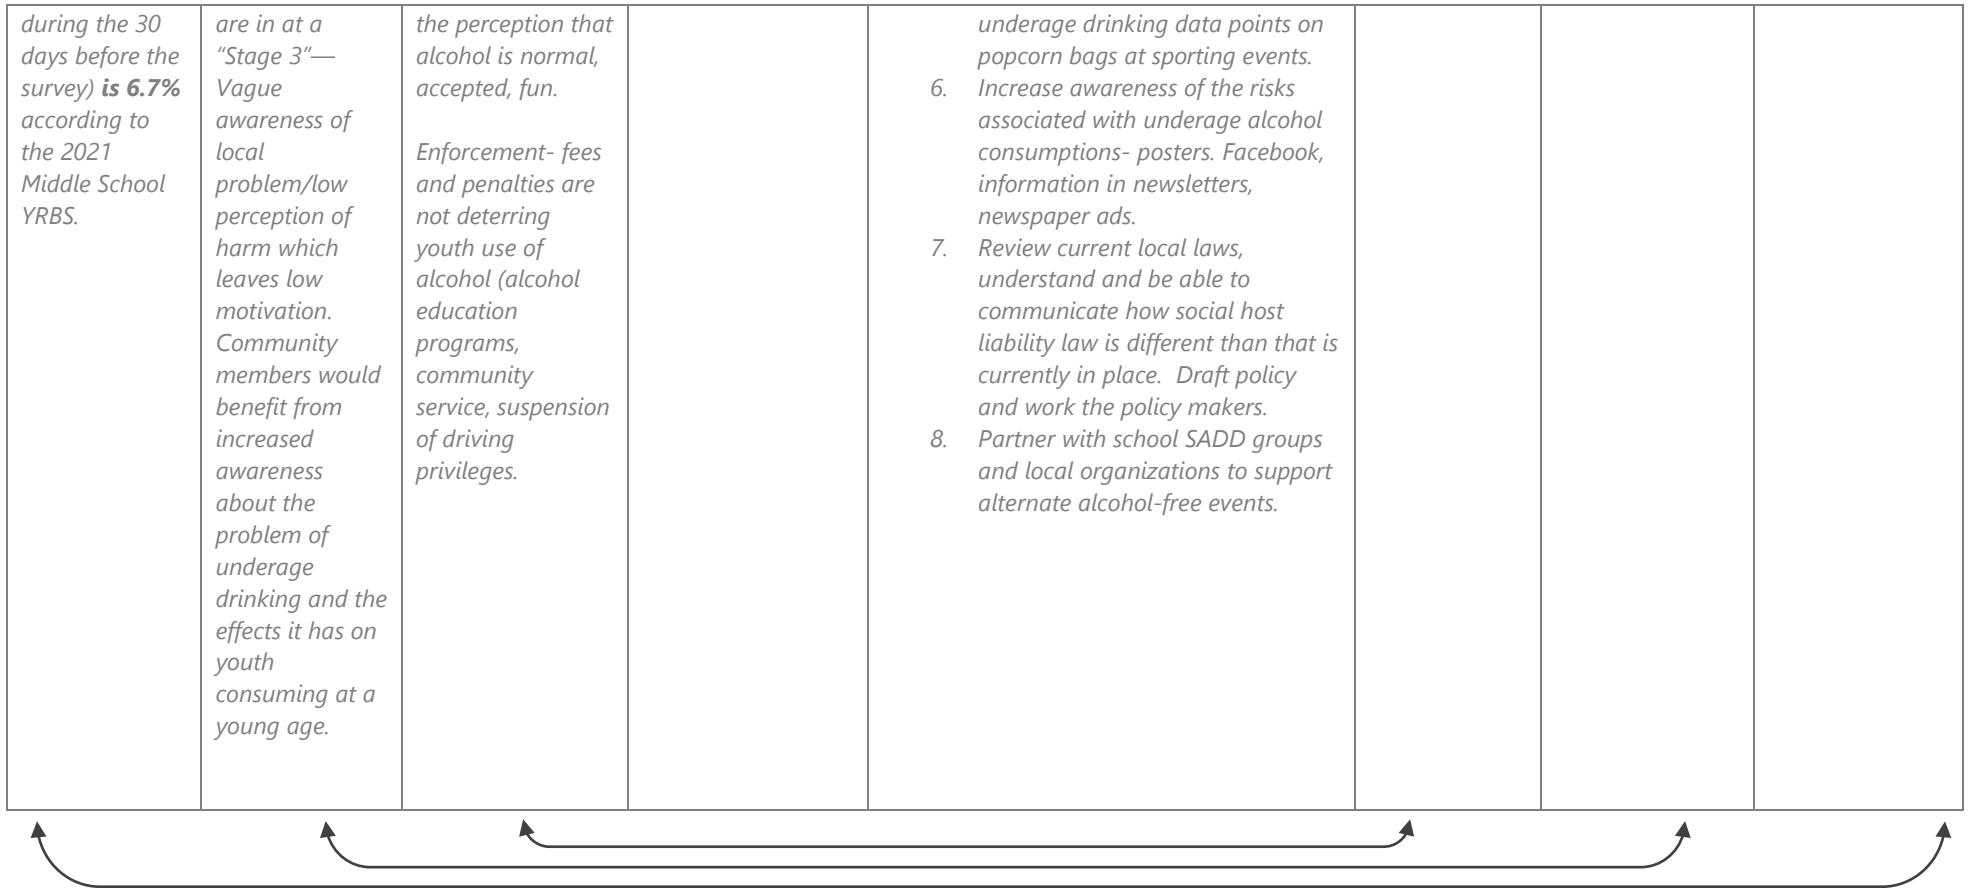 during the 30
days before the
survey) is 6.7%
according to
the 2021
Middle School
YRBS.
are in at a
“Stage 3”—
Vague
awareness of
local
problem/low
perception of
harm which
leaves low
motivation.
Community
members would
benefit from
increased
awareness
about the
problem of
underage
drinking and the
effects it has on
youth
consuming at a
young age.
the perception that
alcohol is normal,
accepted, fun.
Enforcement- fees
and penalties are
not deterring
youth use of
alcohol (alcohol
education
programs,
community
service, suspension
of driving
privileges.
underage drinking data points on
popcorn bags at sporting events.
6. Increase awareness of the risks
associated with underage alcohol
consumptions- posters. Facebook,
information in newsletters,
newspaper ads.
7. Review current local laws,
understand and be able to
communicate how social host
liability law is different than that is
currently in place.  Draft policy
and work the policy makers.
8. Partner with school SADD groups
and local organizations to support
alternate alcohol-free events.